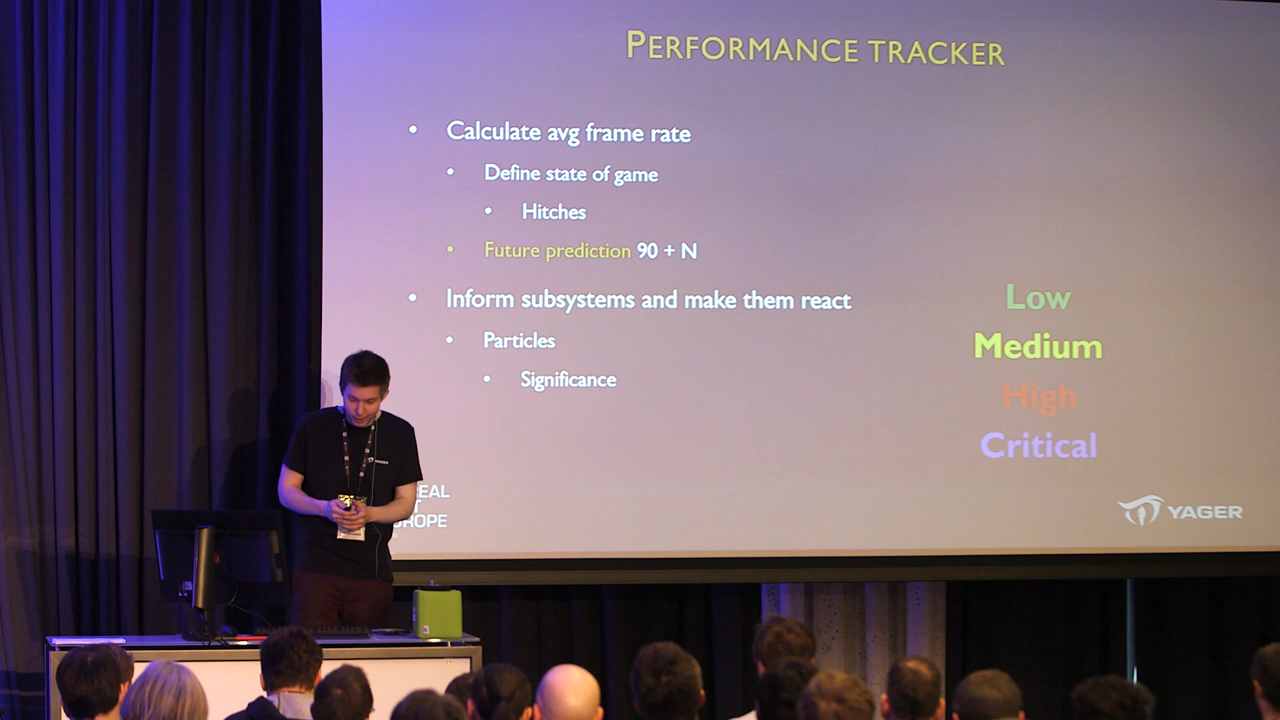 PERFORMANCE TRACKER
• Calculate avg frame rate
• Define state of game
• Hitches
• Future prediction 90 + N
• Inform subsystems and make them react
• Particles
• Significance
Low
Medium
High
Critical
YAGER